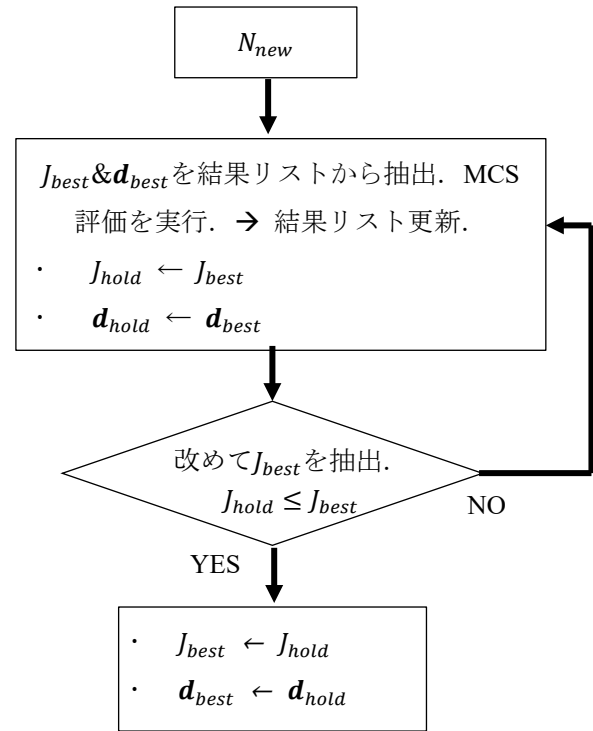 N_new
J_best&d_bestを結果リストから抽出．MCS
評価を実行．→ 結果リスト更新．
· J_hold ← J_best
· d_hold ← d_best
改めてJ_bestを抽出．
J_hold ≤ J_best
NO
YES
· J_best ← J_hold
· d_best ← d_hold